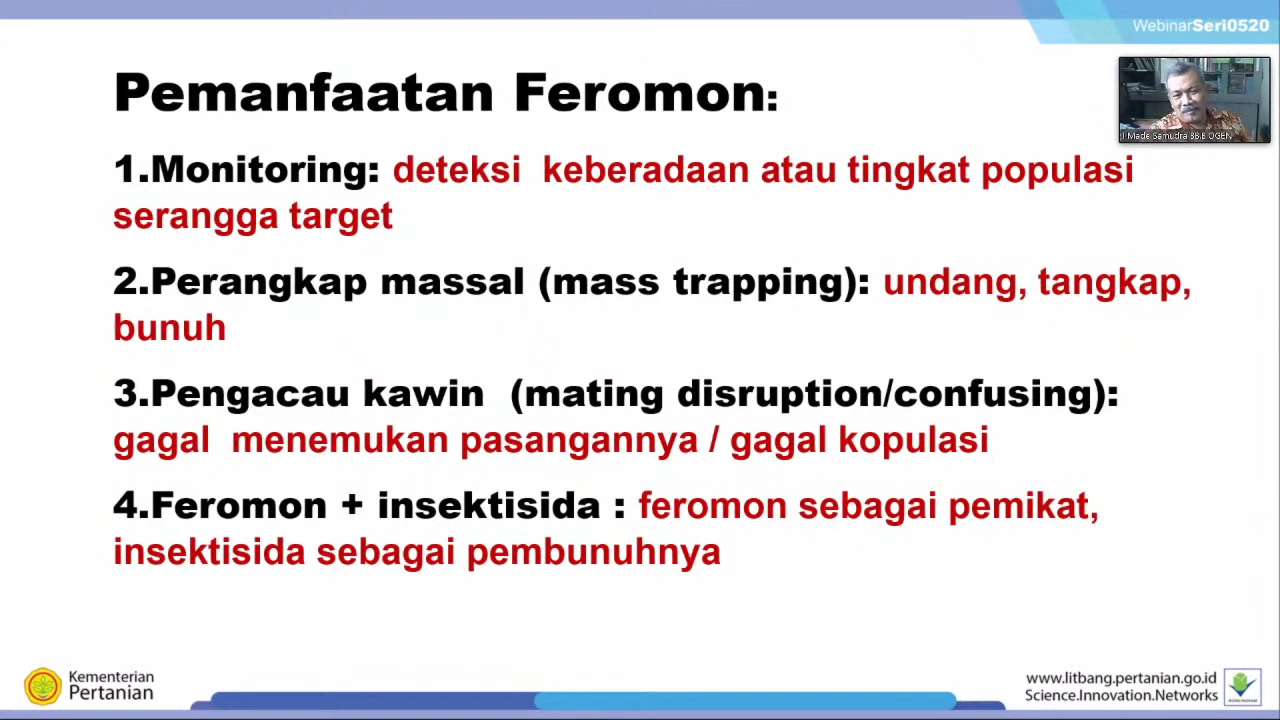 WebinarSeri0520
Pemanfaatan Feromon:
I Made Samudra BB.BIOGEN
1.Monitoring: deteksi keberadaan atau tingkat populasi
serangga target
2.Perangkap massal (mass trapping): undang, tangkap,
bunuh
3.Pengacau kawin (mating disruption/confusing):
gagal menemukan pasangannya / gagal kopulasi
4.Feromon + insektisida : feromon sebagai pemikat,
insektisida sebagai pembunuhnya
Kementerian
Pertanian
www.litbang.pertanian.go.id
Science.Innovation.Networks